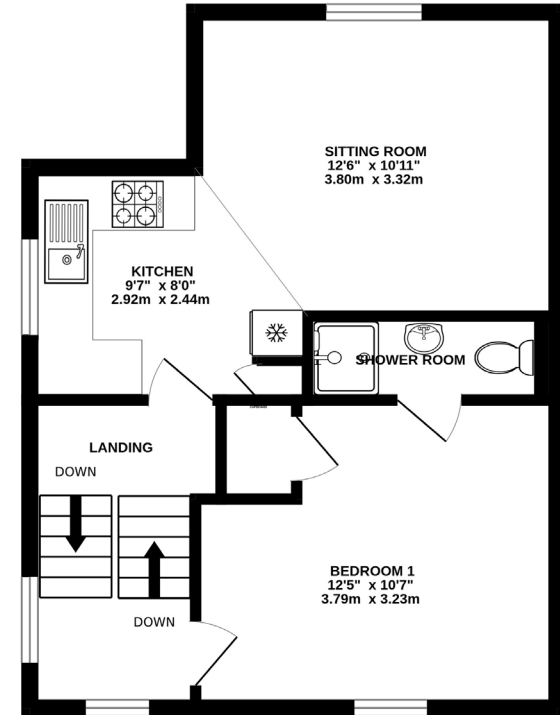 SITTING ROOM
12'6" x 10'11"
3.80m x 3.32m
KITCHEN
9'7" x 8'0"
2.92m x 2.44m
SHOWER ROOM
LANDING
DOWN
BEDROOM 1
12'5" x 10'7"
3.79m x 3.23m
DOWN